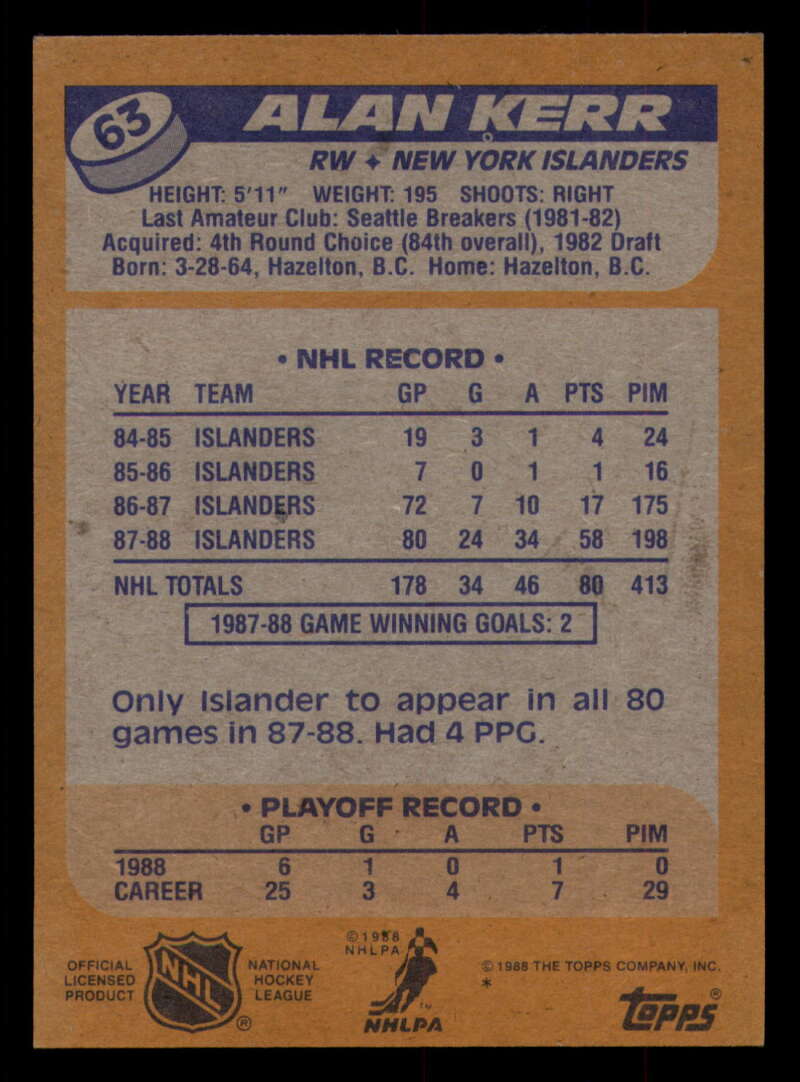 63
ALAN KERR
RW ✦ NEW YORK ISLANDERS
HEIGHT: 5'11" WEIGHT: 195 SHOOTS: RIGHT
Last Amateur Club: Seattle Breakers (1981-82)
Acquired: 4th Round Choice (84th overall), 1982 Draft
Born: 3-28-64, Hazelton, B.C. Home: Hazelton, B.C.
• NHL RECORD •
YEAR TEAM GP G A PTS PIM
84-85 ISLANDERS 19 3 1 4 24
85-86 ISLANDERS 7 0 1 1 16
86-87 ISLANDERS 72 7 10 17 175
87-88 ISLANDERS 80 24 34 58 198
NHL TOTALS 178 34 46 80 413
1987-88 GAME WINNING GOALS: 2
Only Islander to appear in all 80
games in 87-88. Had 4 PPG.
• PLAYOFF RECORD •
GP G A PTS PIM
1988 6 1 0 1 0
CAREER 25 3 4 7 29
OFFICIAL
LICENSED
PRODUCT
NHL
®
NATIONAL
HOCKEY
LEAGUE
©1988
NHLPA
™
NHLPA
©1988 THE TOPPS COMPANY, INC.
*
topps®